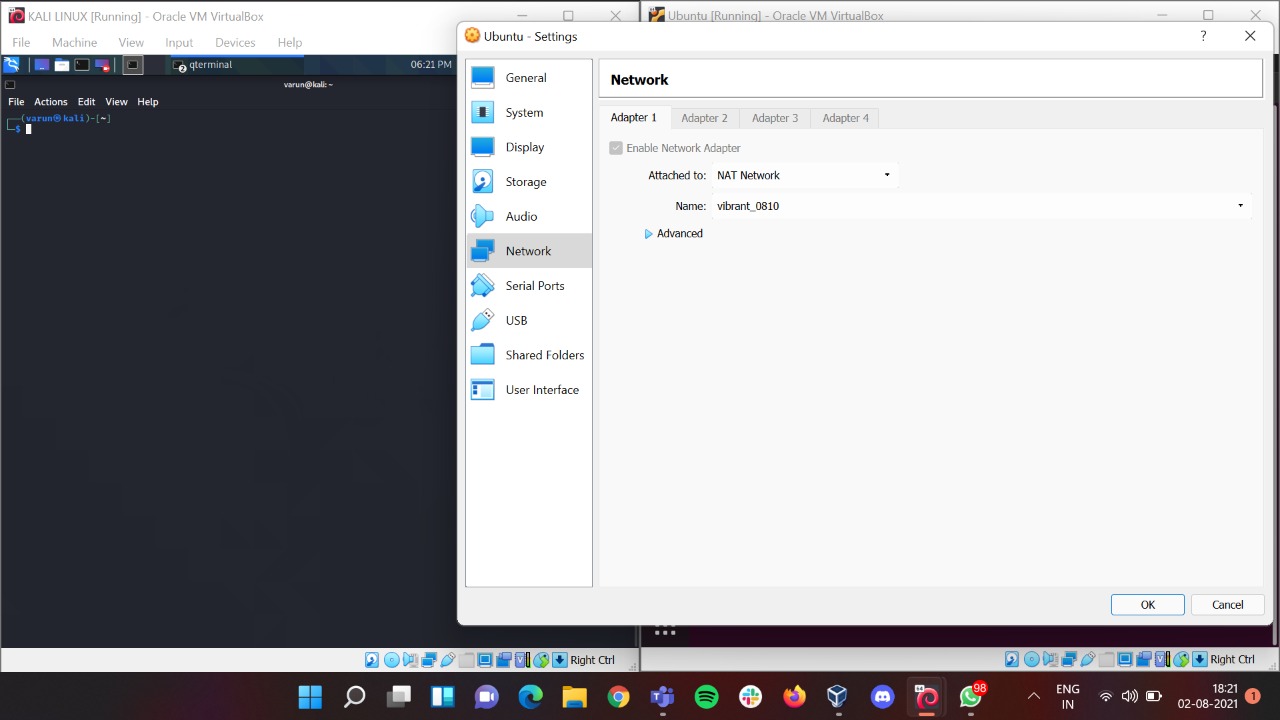 KALI LINUX [Running] - Oracle VM VirtualBox
File Machine View Input Devices Help
2 qterminal 06:21 PM
varun@kali: ~
File Actions Edit View Help
┌──(varun㉿kali)-[~]
└─$
Ubuntu [Running] - Oracle VM VirtualBox
Ubuntu - Settings ?
General
System
Display
Storage
Audio
Network
Serial Ports
USB
Shared Folders
User Interface
Network
Adapter 1 Adapter 2 Adapter 3 Adapter 4
Enable Network Adapter
Attached to: NAT Network
Name: vibrant_0810
Advanced
OK Cancel
Right Ctrl
Right Ctrl
98
ENG
IN
18:21
02-08-2021
1